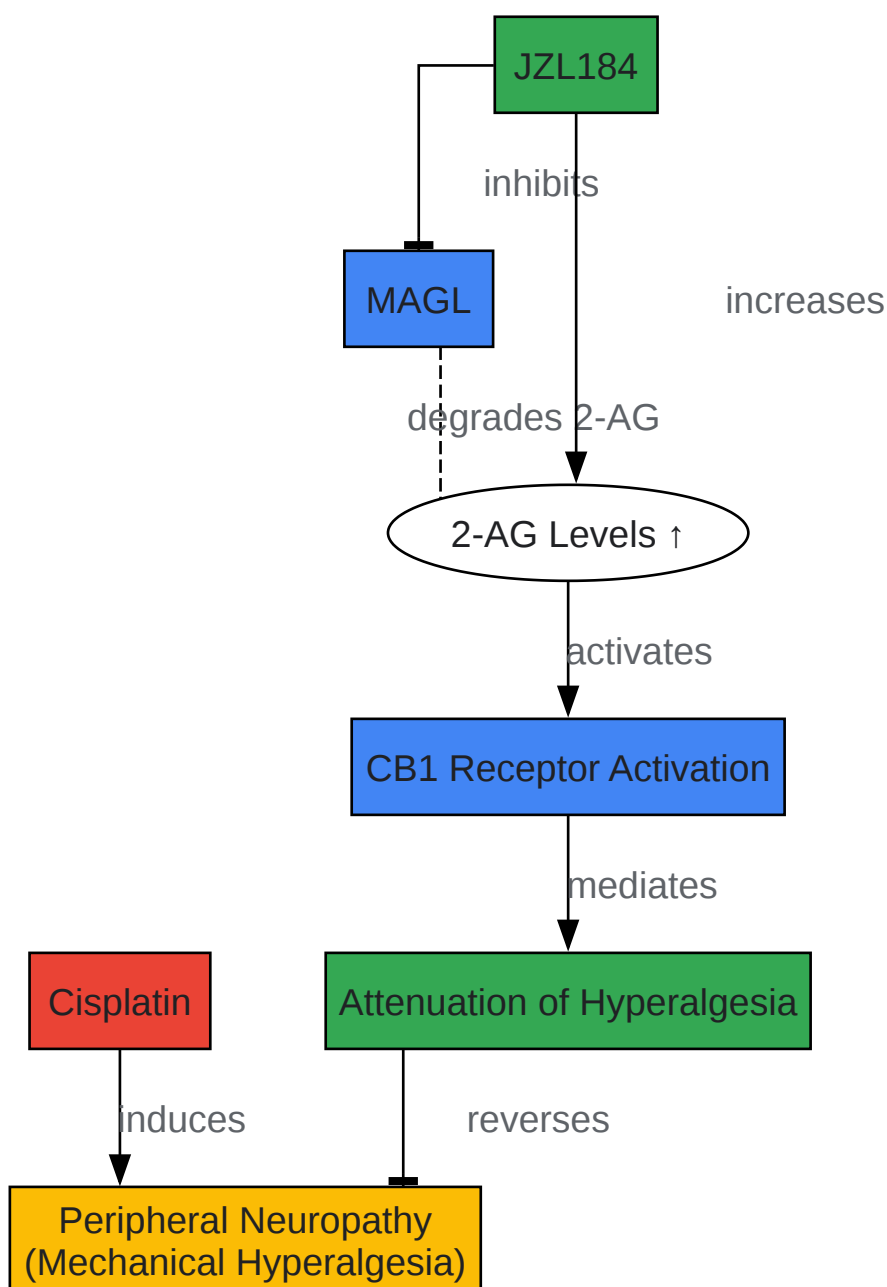 JZL184
inhibits
MAGL
increases
degrades 2-AG
2-AG Levels ↑
activates
CB1 Receptor Activation
mediates
Cisplatin
Attenuation of Hyperalgesia
induces
reverses
Peripheral Neuropathy
(Mechanical Hyperalgesia)